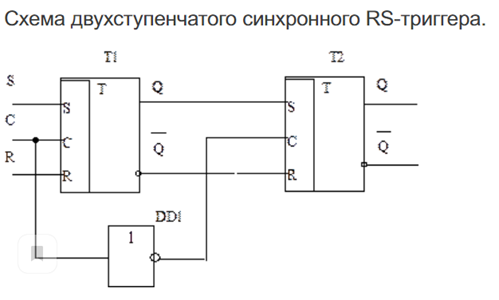 Схема двухступенчатого синхронного RS-триггера.
T1 T2
S Q Q
T T
S S
C
C C
Q Q
R
R R
DD1
1